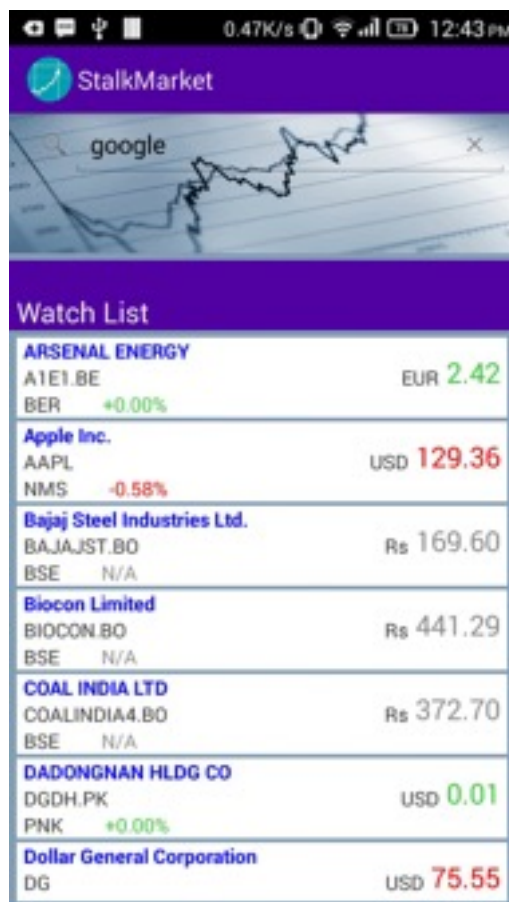 0.47K/s 12:43 PM
StalkMarket
google
Watch List
ARSENAL ENERGY
A1E1.BE EUR 2.42
BER +0.00%
Apple Inc.
AAPL USD 129.36
NMS -0.58%
Bajaj Steel Industries Ltd.
BAJAJST.BO Rs 169.60
BSE N/A
Biocon Limited
BIOCON.BO Rs 441.29
BSE N/A
COAL INDIA LTD
COALINDIA4.BO Rs 372.70
BSE N/A
DADONGNAN HLDG CO
DGDH.PK USD 0.01
PNK +0.00%
Dollar General Corporation
DG USD 75.55